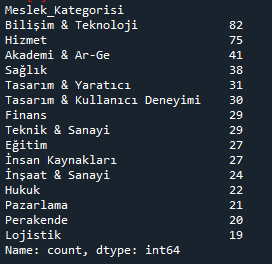 Meslek_Kategorisi
Bilişim & Teknoloji 82
Hizmet 75
Akademi & Ar-Ge 41
Sağlık 38
Tasarım & Yaratıcı 31
Tasarım & Kullanıcı Deneyimi 30
Finans 29
Teknik & Sanayi 29
Eğitim 27
İnsan Kaynakları 27
İnşaat & Sanayi 24
Hukuk 22
Pazarlama 21
Perakende 20
Lojistik 19
Name: count, dtype: int64